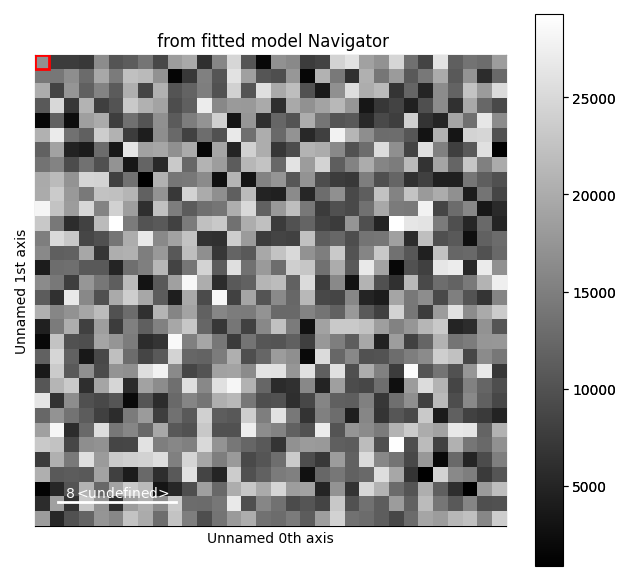 from fitted model Navigator
25000
20000
15000
10000
5000
Unnamed 1st axis
8 <undefined>
Unnamed 0th axis